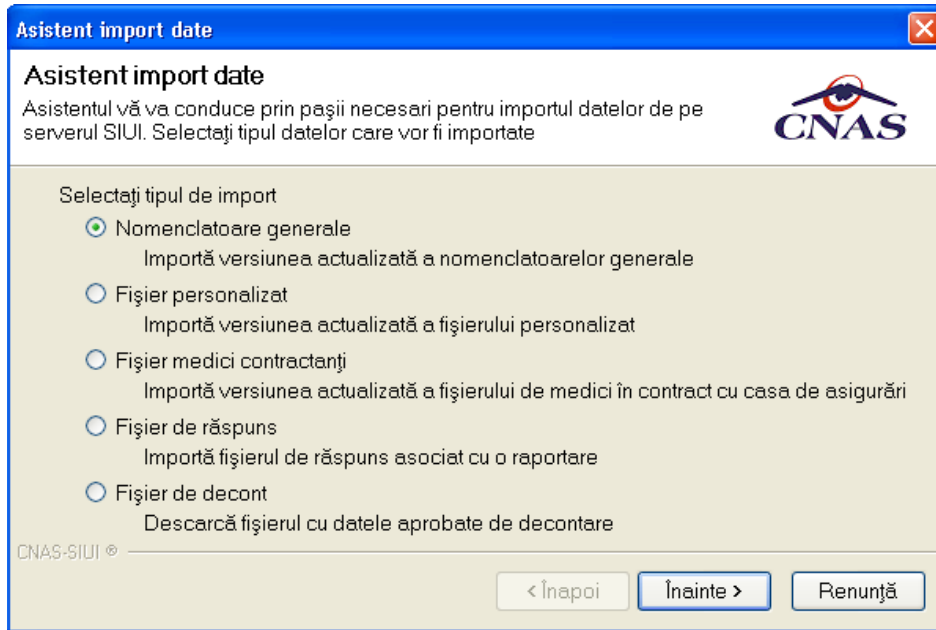 Asistent import date
Asistent import date
Asistentul vă va conduce prin paşii necesari pentru importul datelor de pe
serverul SIUI. Selectaţi tipul datelor care vor fi importate
CNAS
Selectaţi tipul de import
Nomenclatoare generale
Importă versiunea actualizată a nomenclatoarelor generale
Fişier personalizat
Importă versiunea actualizată a fişierului personalizat
Fişier medici contractanţi
Importă versiunea actualizată a fişierului de medici în contract cu casa de asigurări
Fişier de răspuns
Importă fişierul de răspuns asociat cu o raportare
Fişier de decont
Descarcă fişierul cu datele aprobate de decontare
CNAS-SIUI ®
< Înapoi
Înainte >
Renunţă